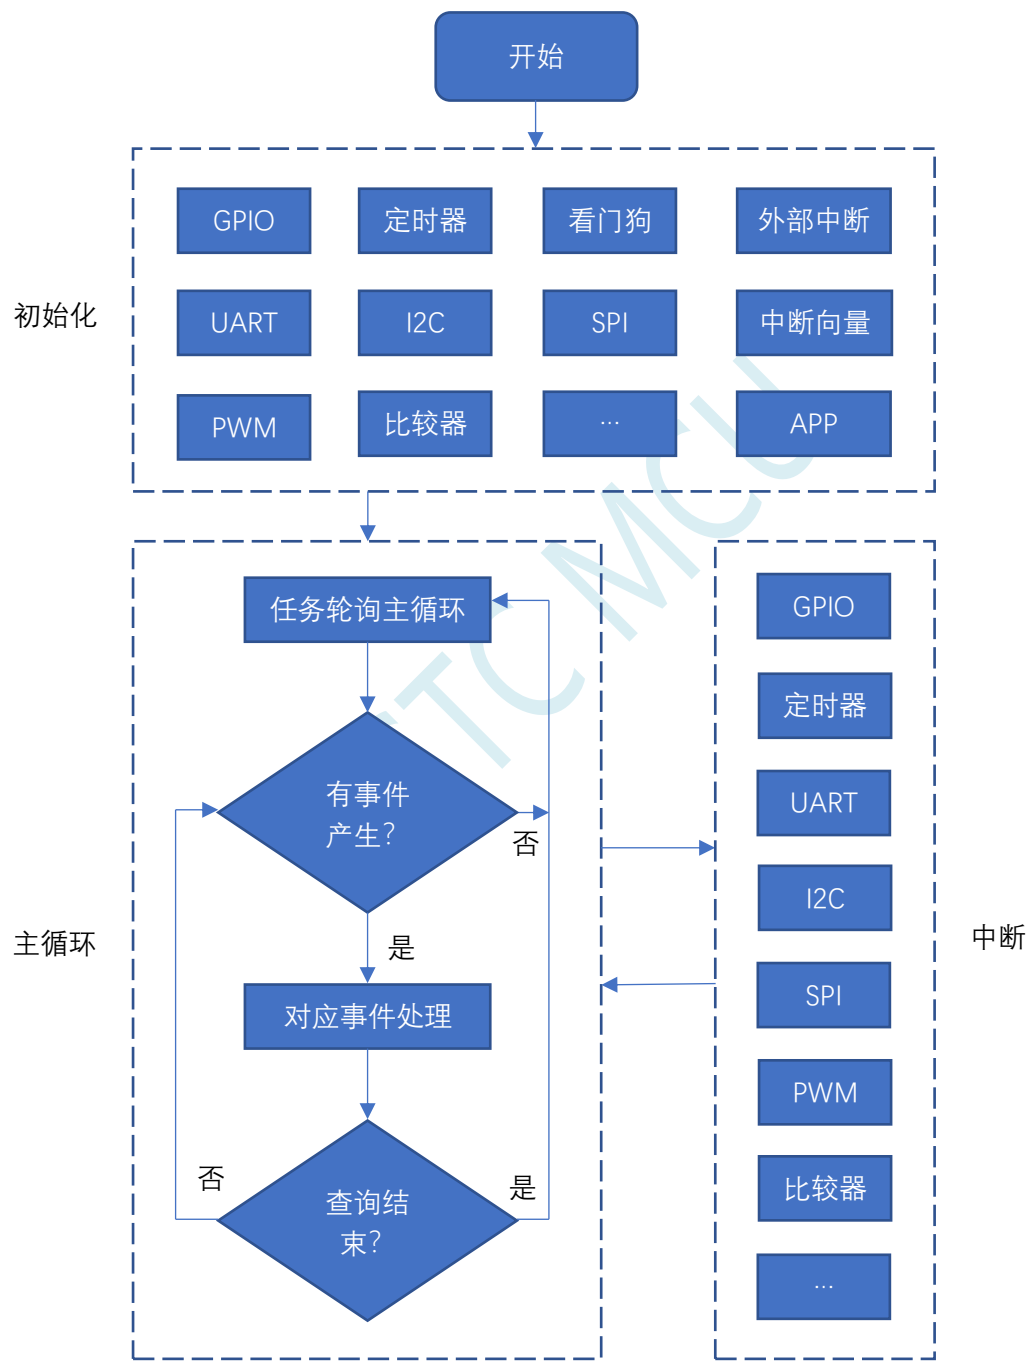 开始
GPIO
定时器
看门狗
外部中断
初始化
UART
I2C
SPI
中断向量
PWM
比较器
...
APP
任务轮询主循环
有事件
产生？
否
是
主循环
对应事件处理
否
是
查询结
束？
GPIO
定时器
UART
I2C
中断
SPI
PWM
比较器
...
TC MCU